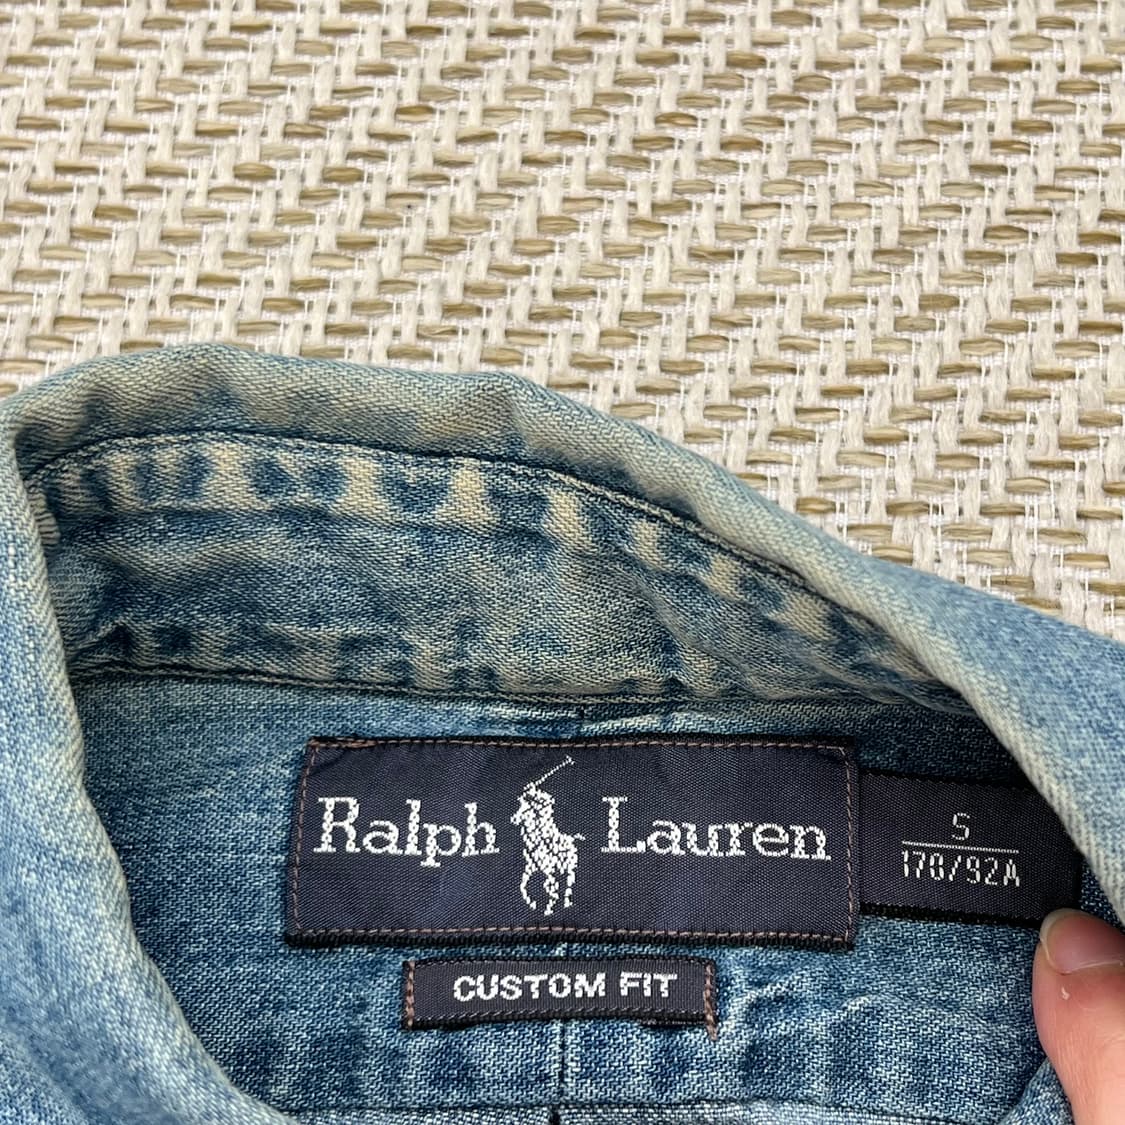 Ralph Lauren
S
170/92A
CUSTOM FIT